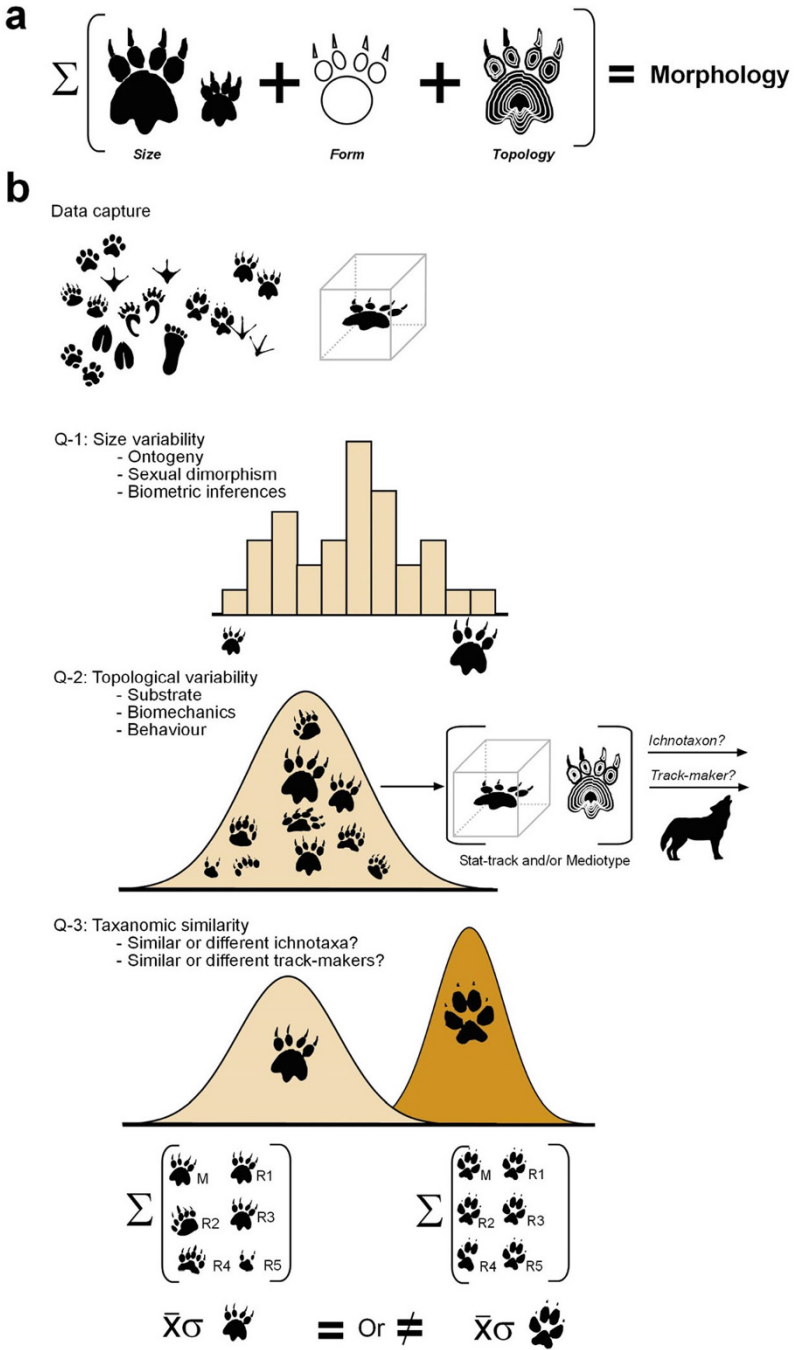 a
Σ [ + + ] = Morphology
Size Form Topology
b
Data capture
Q-1: Size variability
- Ontogeny
- Sexual dimorphism
- Biometric inferences
Q-2: Topological variability
- Substrate
- Biomechanics
- Behaviour
Ichnotaxon?
Track-maker?
Stat-track and/or Mediotype
Q-3: Taxanomic similarity
- Similar or different ichnotaxa?
- Similar or different track-makers?
Σ [ M R1
R2 R3
R4 R5 ]
Σ [ M R1
R2 R3
R4 R5 ]
x̄σ = Or ≠ x̄σ